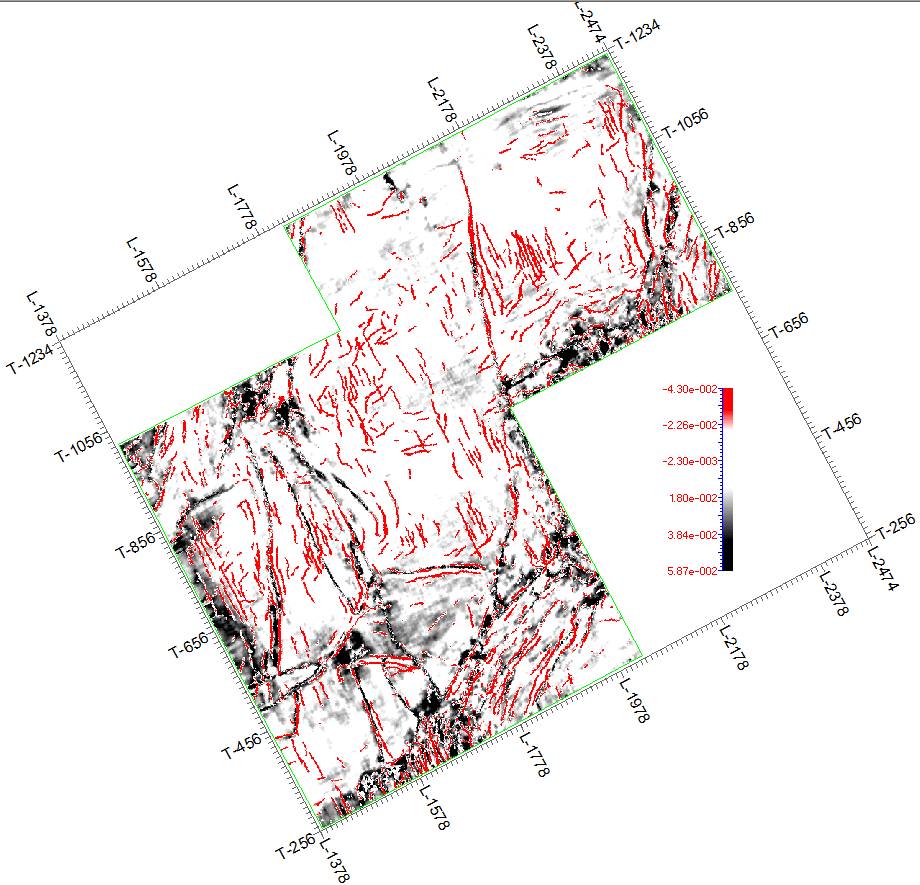 L-2474
T-1234
L-2378
L-2178
T-1056
L-1978
L-1778
T-856
L-1578
L-1378
T-1234
T-656
-4.30e-002
-2.26e-002
T-1056
T-456
-2.30e-003
1.80e-002
T-856
T-256
3.84e-002
L-2474
5.87e-002
L-2378
T-656
L-2178
L-1978
T-456
L-1778
L-1578
T-256
L-1378